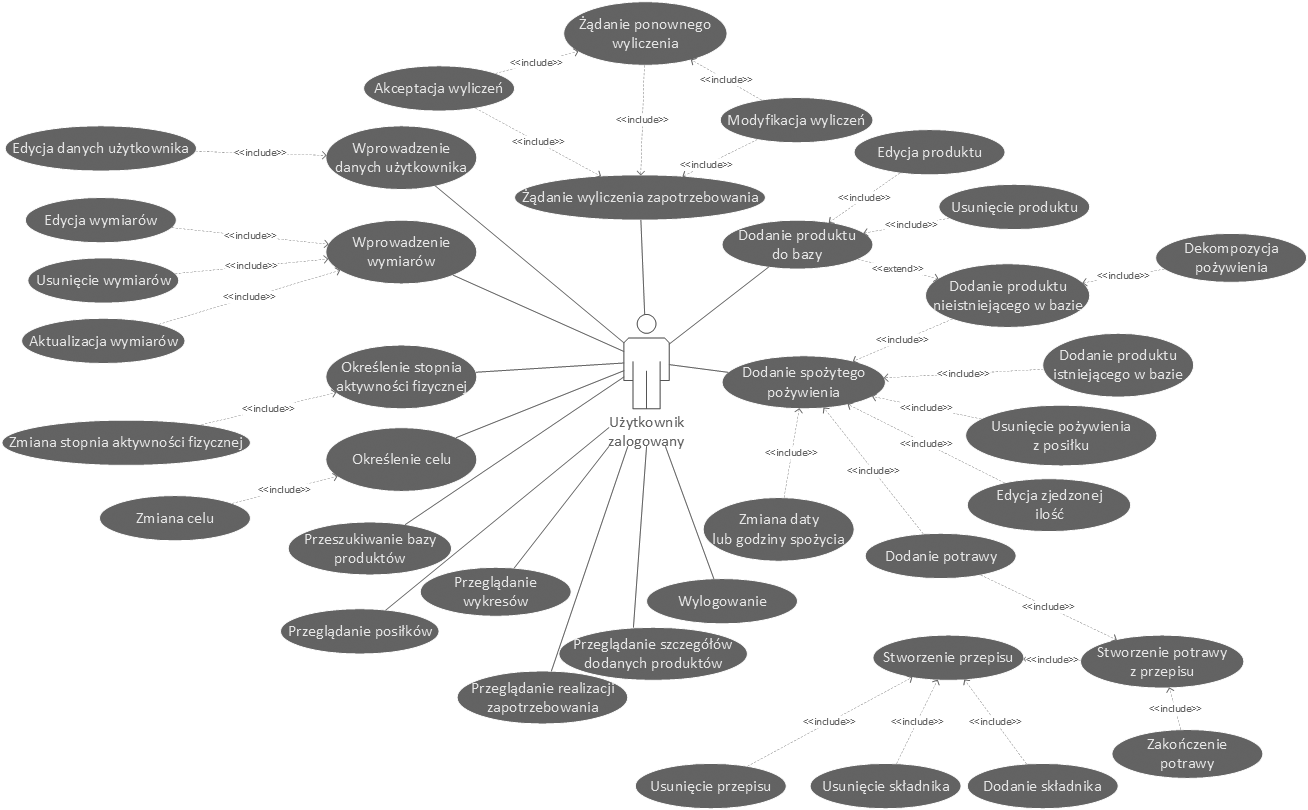 Żądanie ponownego
wyliczenia
<<include>>
Akceptacja wyliczeń
<<include>>
Modyfikacja wyliczeń
<<include>>
<<include>>
<<include>>
Żądanie wyliczenia zapotrzebowania
Edycja danych użytkownika
<<include>>
Wprowadzenie
danych użytkownika
Edycja wymiarów
<<include>>
Usunięcie wymiarów
<<include>>
Aktualizacja wymiarów
<<include>>
Wprowadzenie
wymiarów
Edycja produktu
<<include>>
Usunięcie produktu
<<include>>
Dodanie produktu
do bazy
<<extend>>
Dekompozycja
pożywienia
<<include>>
Dodanie produktu
nieistniejącego w bazie
<<include>>
Dodanie spożytego
pożywienia
<<include>>
Dodanie produktu
istniejącego w bazie
<<include>>
Usunięcie pożywienia
z posiłku
<<include>>
Edycja zjedzonej
ilość
<<include>>
Zmiana daty
lub godziny spożycia
<<include>>
Dodanie potrawy
Określenie stopnia
aktywności fizycznej
<<include>>
Zmiana stopnia aktywności fizycznej
Określenie celu
<<include>>
Zmiana celu
Użytkownik
zalogowany
Przeszukiwanie bazy
produktów
Przeglądanie
wykresów
Wylogowanie
Przeglądanie posiłków
Przeglądanie szczegółów
dodanych produktów
Przeglądanie realizacji
zapotrzebowania
<<include>>
Stworzenie przepisu
<<include>>
Stworzenie potrawy
z przepisu
<<include>>
<<include>>
<<include>>
<<include>>
Zakończenie
potrawy
Usunięcie przepisu
Usunięcie składnika
Dodanie składnika